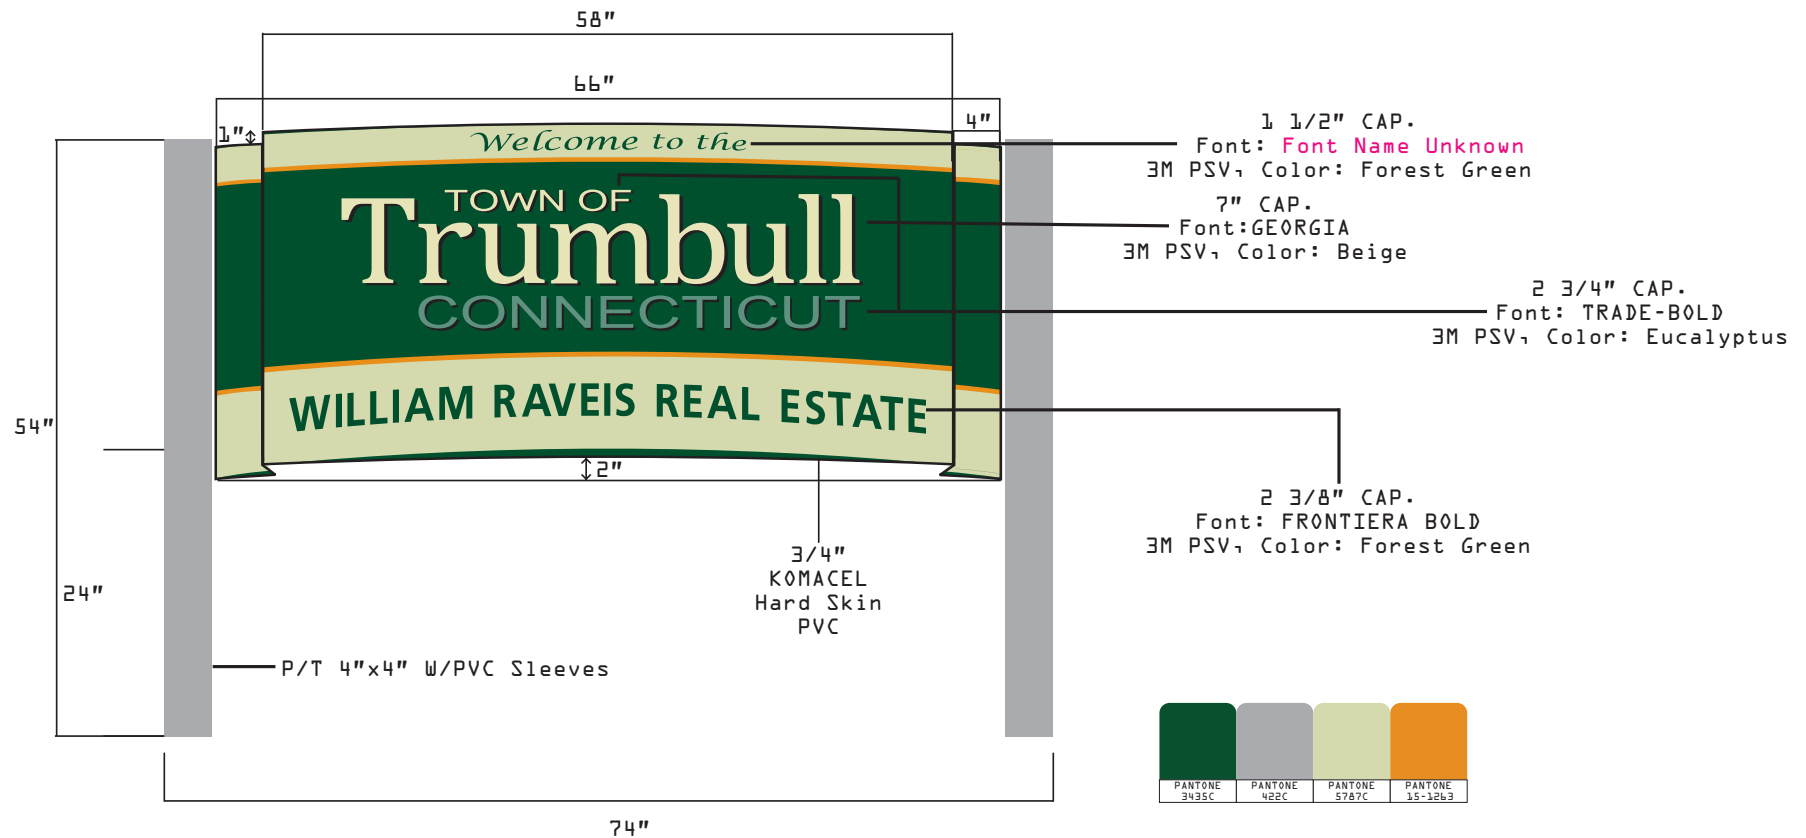 58"
66"
1"
4"
Welcome to the
TOWN OF
Trumbull
CONNECTICUT
WILLIAM RAVEIS REAL ESTATE
2"
54"
24"
3/4"
KOMACEL
Hard Skin
PVC
P/T 4"x4" W/PVC Sleeves
74"
1 1/2" CAP.
Font: Font Name Unknown
3M PSV, Color: Forest Green
7" CAP.
Font:GEORGIA
3M PSV, Color: Beige
2 3/4" CAP.
Font: TRADE-BOLD
3M PSV, Color: Eucalyptus
2 3/8" CAP.
Font: FRONTIERA BOLD
3M PSV, Color: Forest Green
PANTONE
3435C
PANTONE
422C
PANTONE
5787C
PANTONE
15-1263